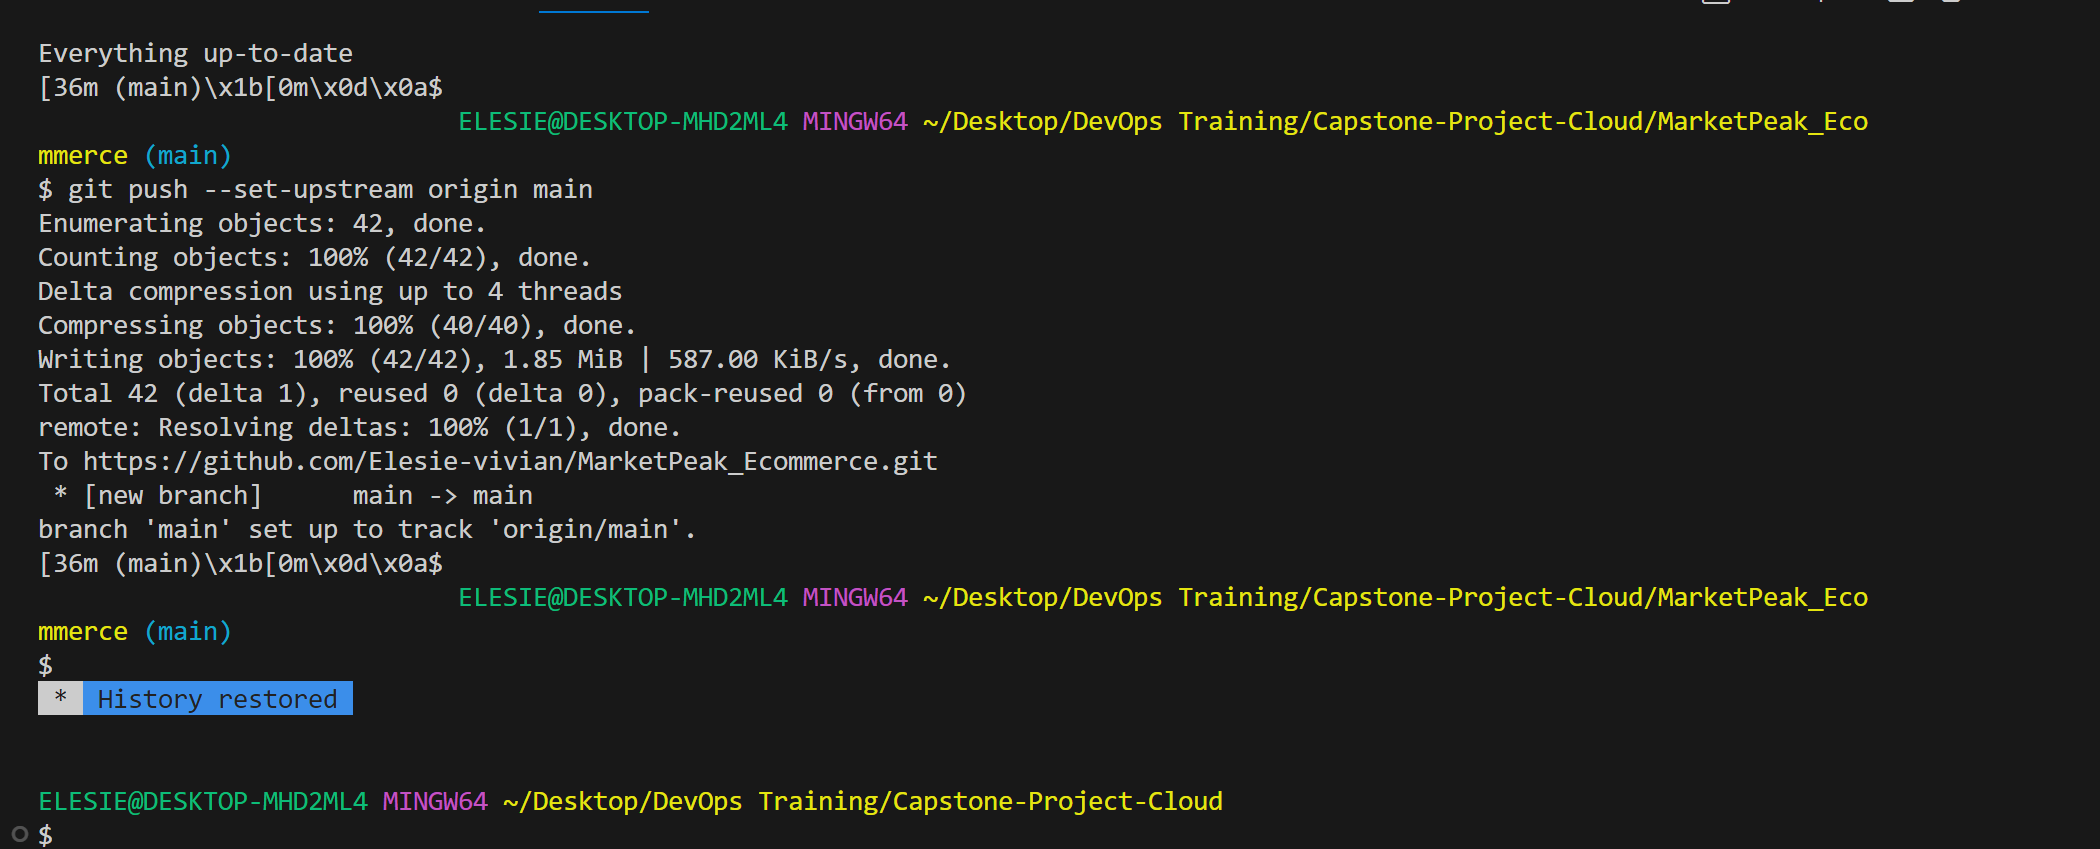 Everything up-to-date
[36m (main)\x1b[0m\x0d\x0a$
ELESIE@DESKTOP-MHD2ML4 MINGW64 ~/Desktop/DevOps Training/Capstone-Project-Cloud/MarketPeak_Eco
mmerce (main)
$ git push --set-upstream origin main
Enumerating objects: 42, done.
Counting objects: 100% (42/42), done.
Delta compression using up to 4 threads
Compressing objects: 100% (40/40), done.
Writing objects: 100% (42/42), 1.85 MiB | 587.00 KiB/s, done.
Total 42 (delta 1), reused 0 (delta 0), pack-reused 0 (from 0)
remote: Resolving deltas: 100% (1/1), done.
To https://github.com/Elesie-vivian/MarketPeak_Ecommerce.git
 * [new branch]      main -> main
branch 'main' set up to track 'origin/main'.
[36m (main)\x1b[0m\x0d\x0a$
ELESIE@DESKTOP-MHD2ML4 MINGW64 ~/Desktop/DevOps Training/Capstone-Project-Cloud/MarketPeak_Eco
mmerce (main)
$
* History restored
ELESIE@DESKTOP-MHD2ML4 MINGW64 ~/Desktop/DevOps Training/Capstone-Project-Cloud
$